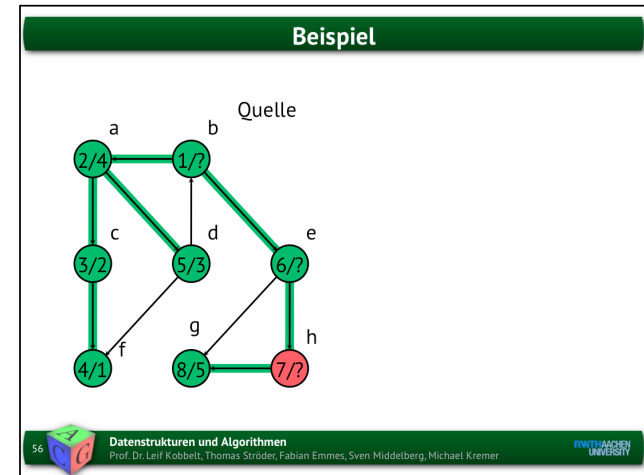 Beispiel
Quelle
a
b
2/4
1/?
c
d
e
3/2
5/3
6/?
g
h
f
4/1
8/5
7/?
56
A
C
G
Datenstrukturen und Algorithmen
Prof. Dr. Leif Kobbelt, Thomas Ströder, Fabian Emmes, Sven Middelberg, Michael Kremer
RWTHAACHEN
UNIVERSITY